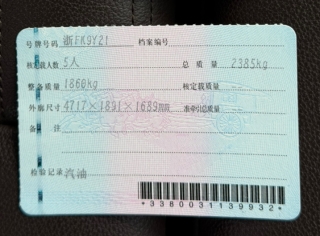 号牌号码 浙FK9Y21 档案编号
核定载人数 5人 总质量 2385kg
整备质量 1860kg 核定载质量
外廓尺寸 4717×1891×1689mm 准牵引总质量
备注
检验记录 汽油
*3380031139932*